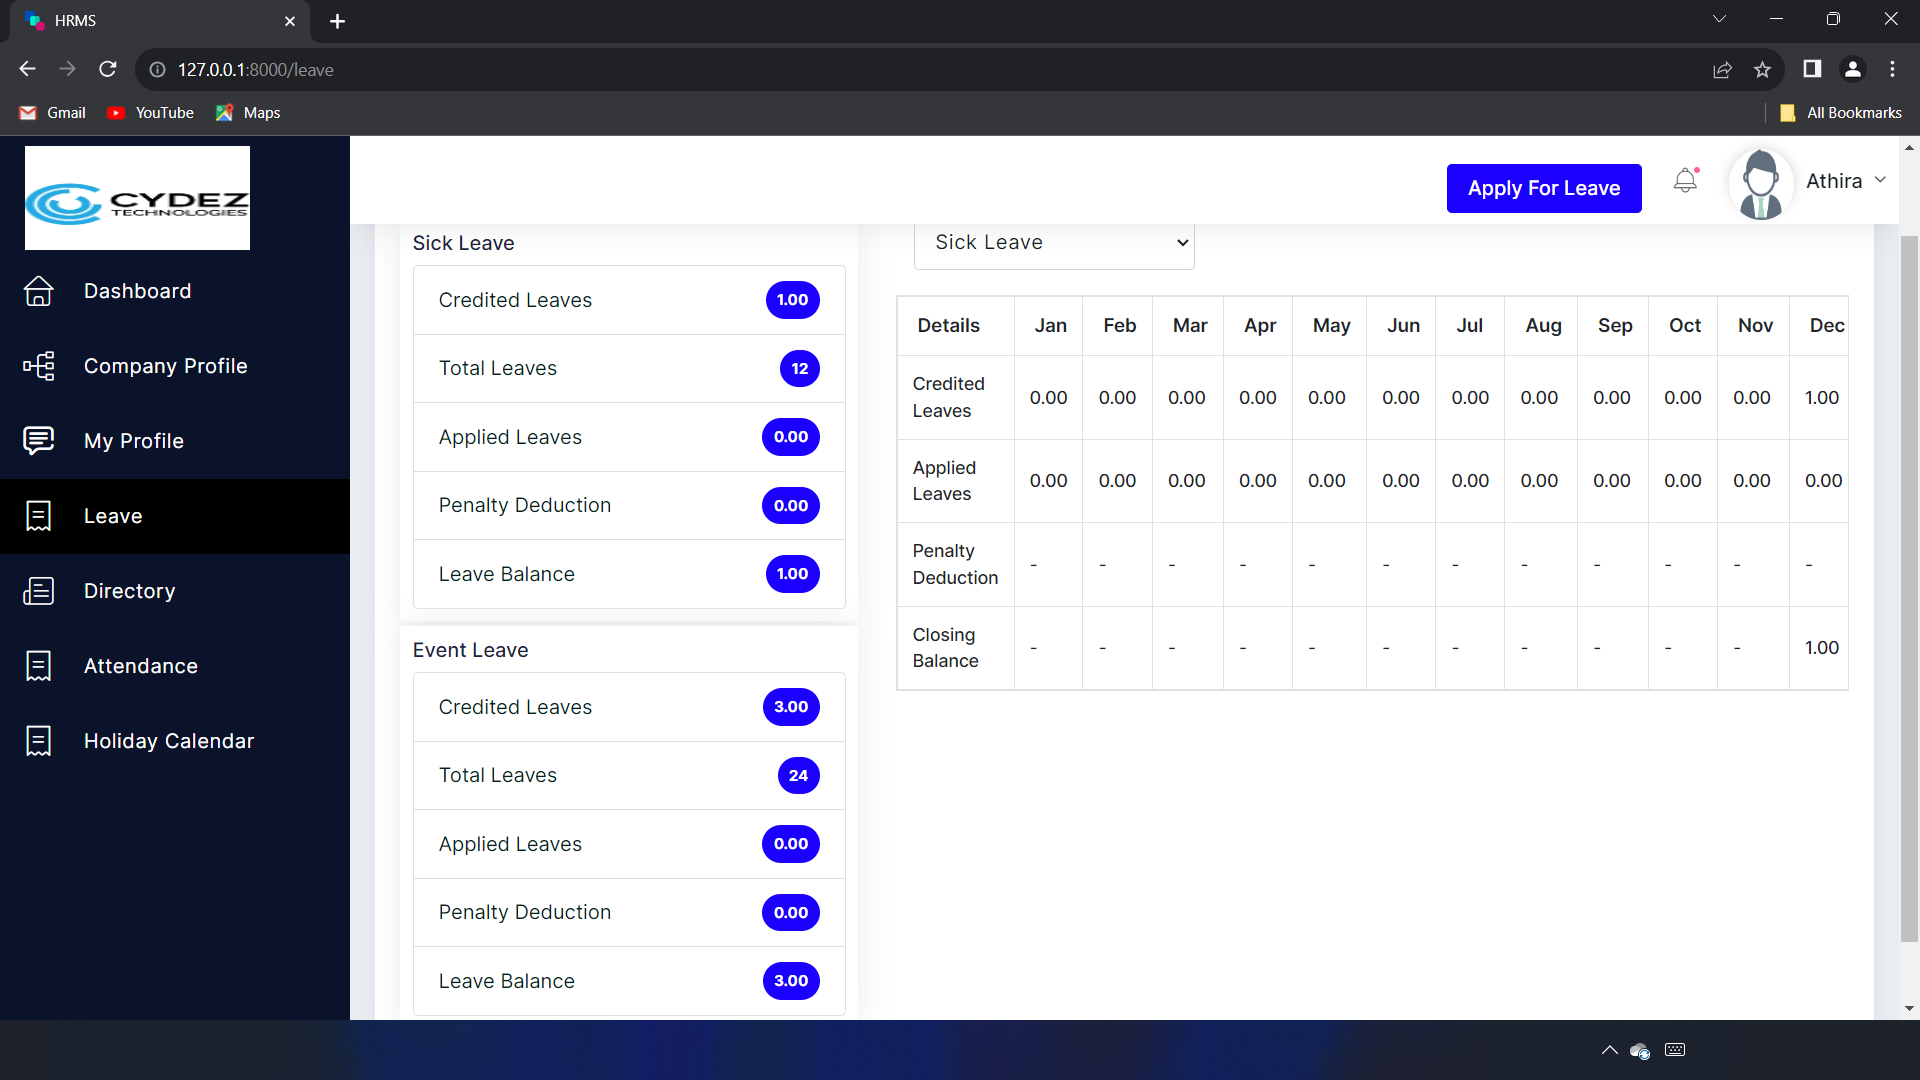 HRMS
127.0.0.1:8000/leave
Gmail YouTube Maps All Bookmarks
CYDEZ
TECHNOLOGIES
Apply For Leave
Athira
Dashboard
Company Profile
My Profile
Leave
Directory
Attendance
Holiday Calendar
Sick Leave
Credited Leaves 1.00
Total Leaves 12
Applied Leaves 0.00
Penalty Deduction 0.00
Leave Balance 1.00
Event Leave
Credited Leaves 3.00
Total Leaves 24
Applied Leaves 0.00
Penalty Deduction 0.00
Leave Balance 3.00
Sick Leave
Details Jan Feb Mar Apr May Jun Jul Aug Sep Oct Nov Dec
Credited
Leaves 0.00 0.00 0.00 0.00 0.00 0.00 0.00 0.00 0.00 0.00 0.00 1.00
Applied
Leaves 0.00 0.00 0.00 0.00 0.00 0.00 0.00 0.00 0.00 0.00 0.00 0.00
Penalty
Deduction - - - - - - - - - - - -
Closing
Balance - - - - - - - - - - - 1.00